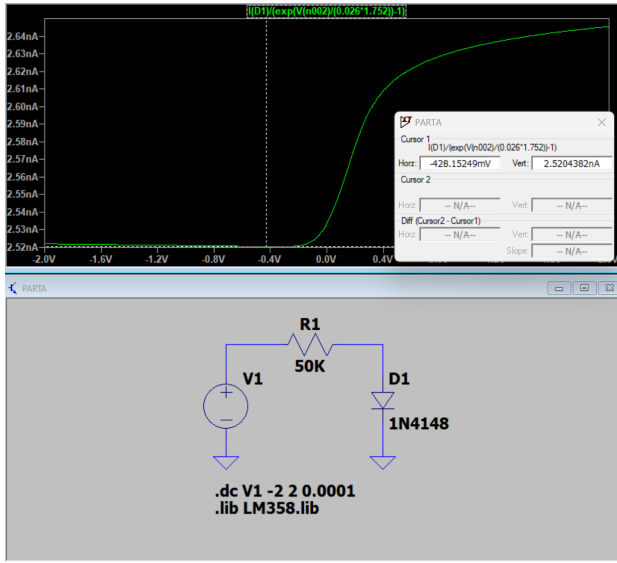 I(D1)/(exp(V(n002)/(0.026*1.752))-1)
2.64nA
2.63nA
2.62nA
2.61nA
2.60nA
2.59nA
2.58nA
2.57nA
2.56nA
2.55nA
2.54nA
2.53nA
2.52nA
-2.0V -1.6V -1.2V -0.8V -0.4V 0.0V 0.4V
PARTA
Cursor 1
I(D1)/(exp(V(n002)/(0.026*1.752))-1)
Horz: -428.15249mV Vert: 2.5204382nA
Cursor 2
Horz: -- N/A-- Vert: -- N/A--
Diff (Cursor2 - Cursor1)
Horz: -- N/A-- Vert: -- N/A--
Slope: -- N/A--
PARTA
R1
50K
V1
D1
1N4148
.dc V1 -2 2 0.0001
.lib LM358.lib